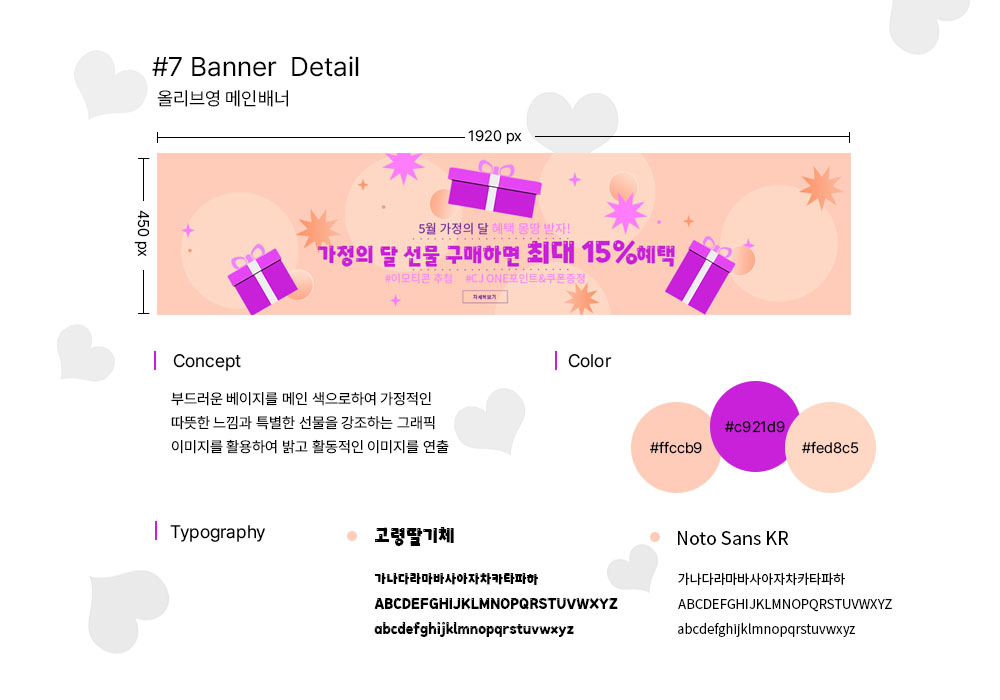 #7 Banner Detail
올리브영 메인배너
1920 px
450 px
5월 가정의 달 혜택 몽땅 받자!
가정의 달 선물 구매하면 최대 15%혜택
#이모티콘 추첨 #CJ ONE포인트&쿠폰증정
자세히보기
Concept
부드러운 베이지를 메인 색으로하여 가정적인
따뜻한 느낌과 특별한 선물을 강조하는 그래픽
이미지를 활용하여 밝고 활동적인 이미지를 연출
Color
#ffccb9
#c921d9
#fed8c5
Typography
고령딸기체
가나다라마바사아자차카타파하
ABCDEFGHIJKLMNOPQRSTUVWXYZ
abcdefghijklmnopqrstuvwxyz
Noto Sans KR
가나다라마바사아자차카타파하
ABCDEFGHIJKLMNOPQRSTUVWXYZ
abcdefghijklmnopqrstuvwxyz